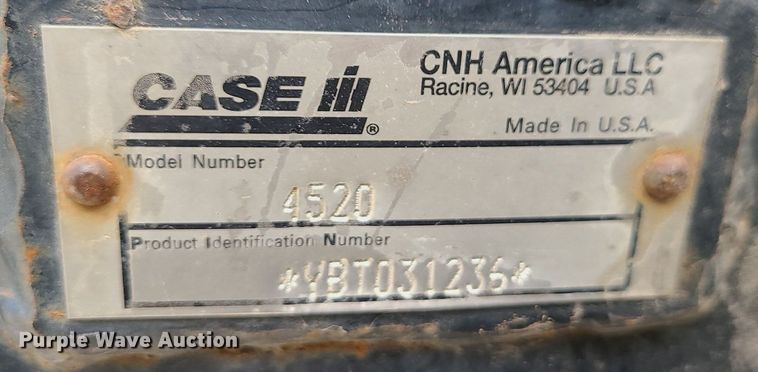 CASE IH ®
CNH America LLC
Racine, WI 53404 U.S.A
Made In U.S.A.
Model Number
4520
Product Identification Number
*YBT031236*
Purple Wave Auction